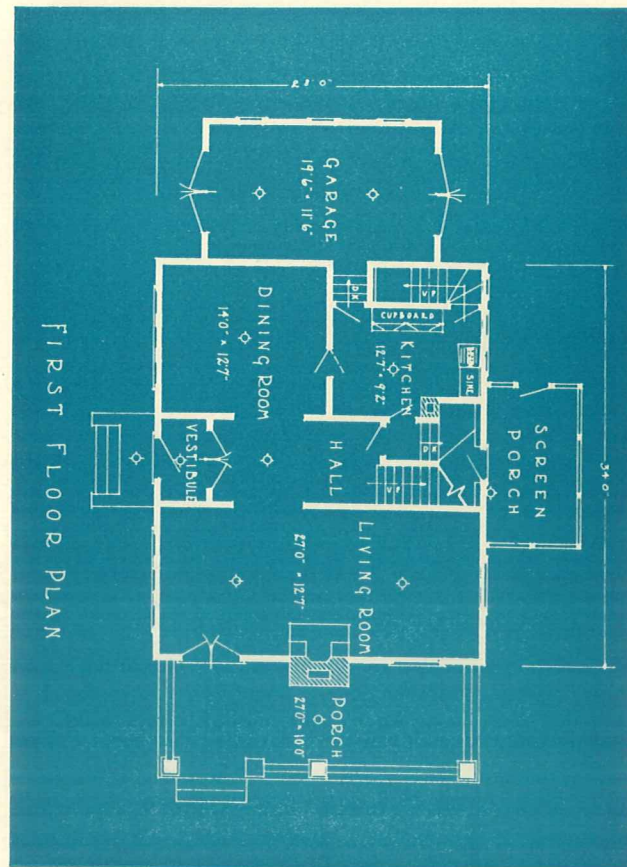 34'0"
28'0"
SCREEN
PORCH
SINK
UP
DN
UP
CUPBOARD
DN
KITCHEN
12'7" × 9'2"
HALL
LIVING ROOM
27'0" × 12'7"
PORCH
27'0" × 10'0"
GARAGE
19'6" × 11'6"
DINING ROOM
14'0" × 12'7"
VESTIBULE
FIRST FLOOR PLAN